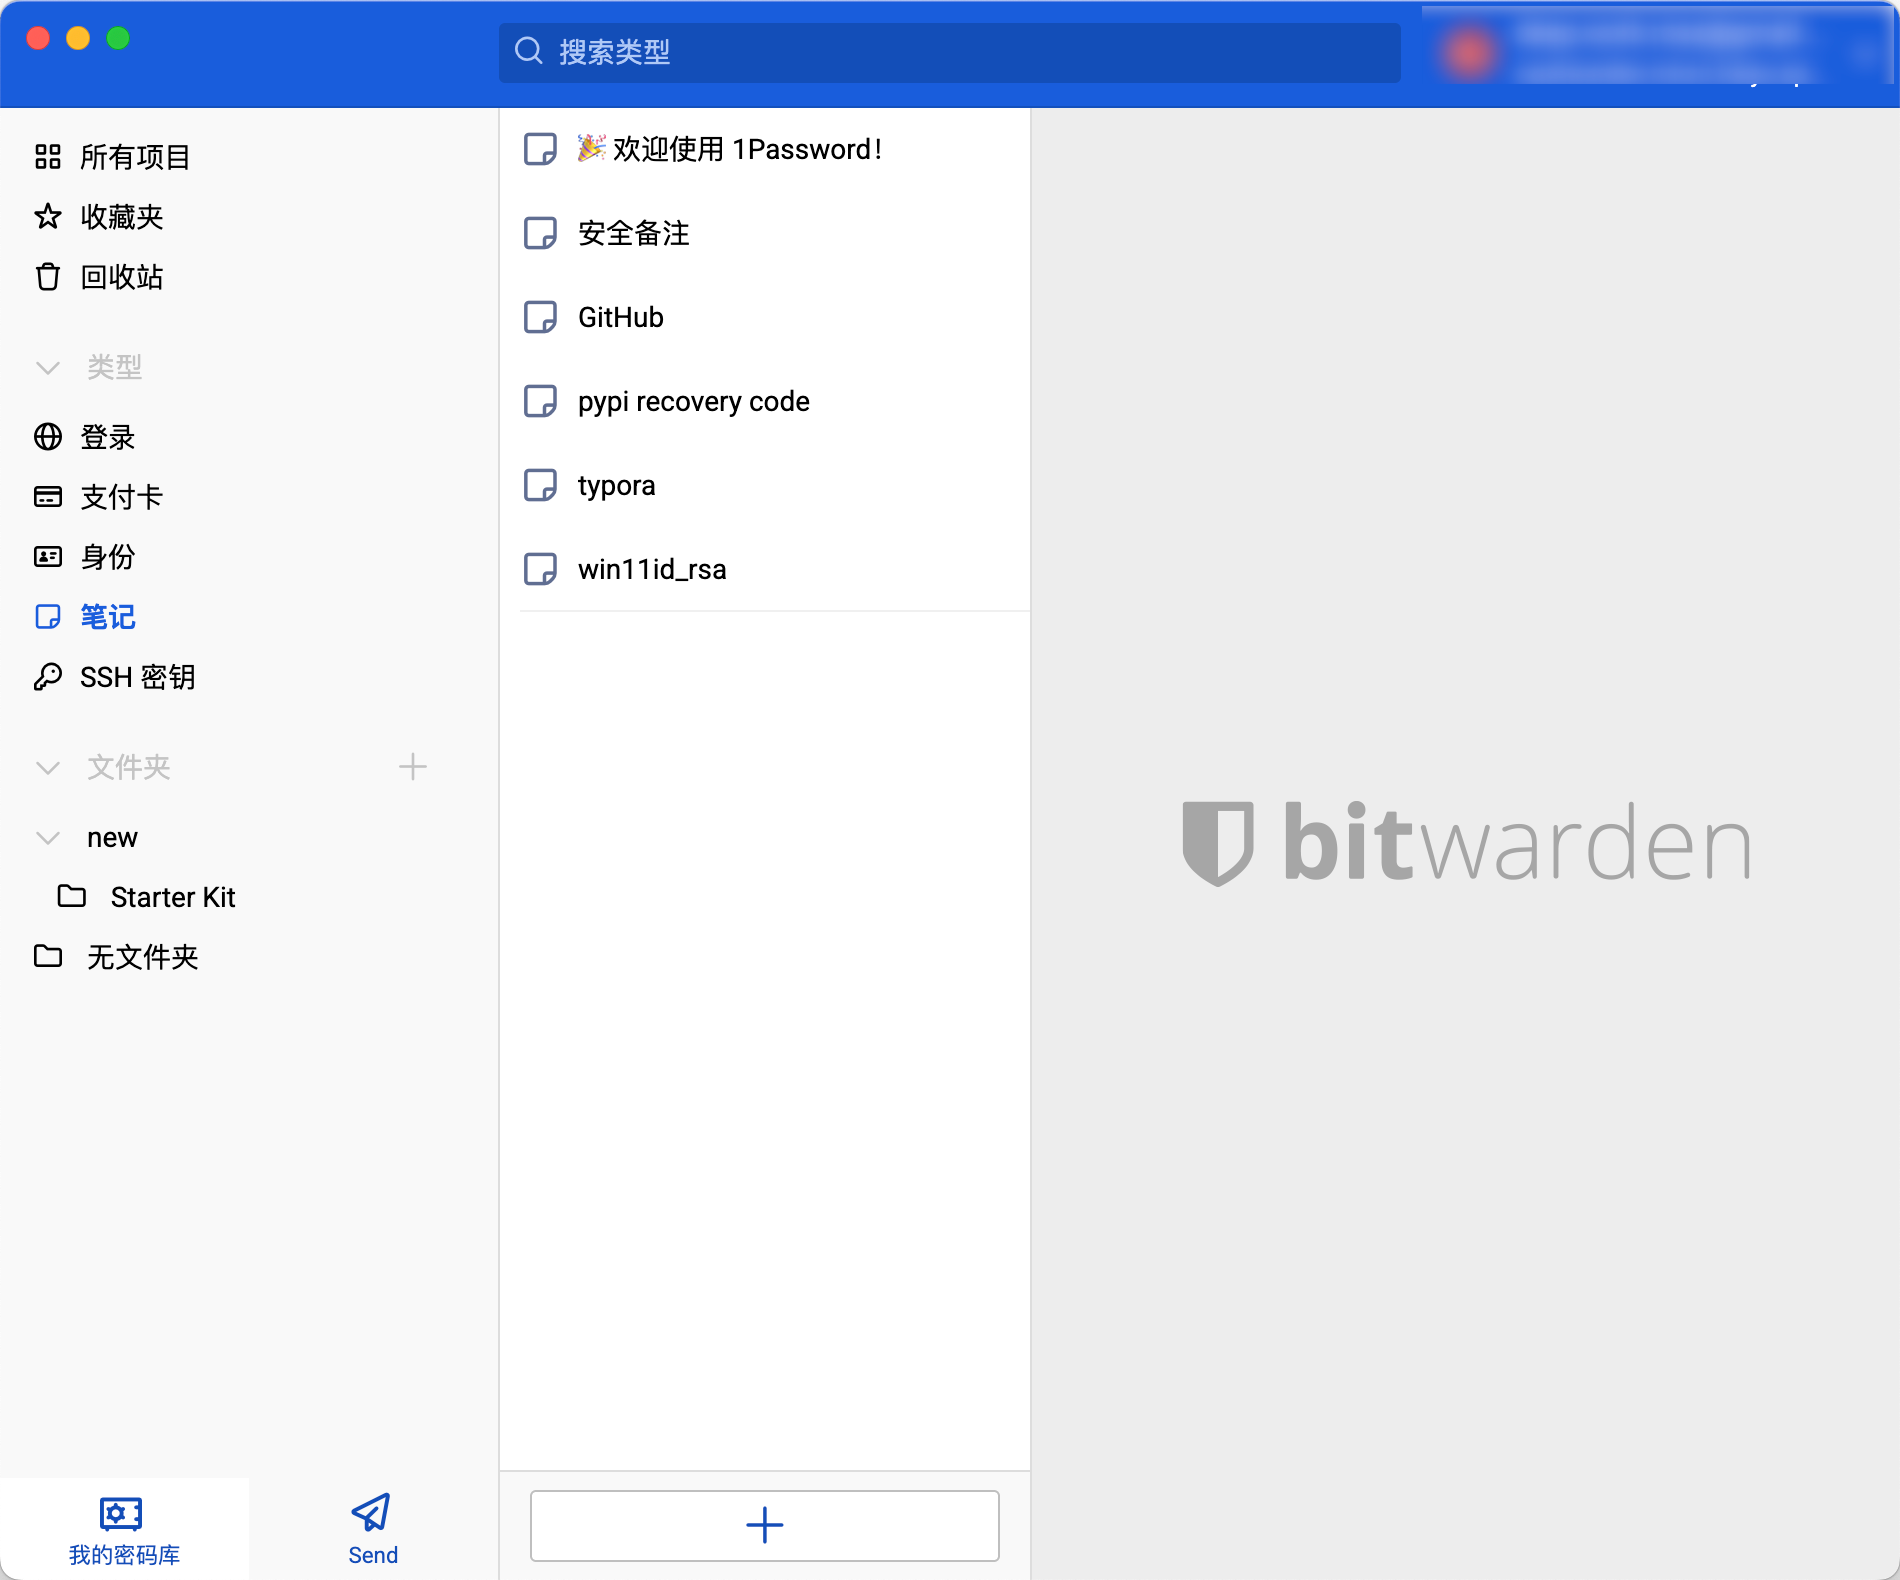 搜索类型
所有项目
收藏夹
回收站
类型
登录
支付卡
身份
笔记
SSH 密钥
文件夹
new
Starter Kit
无文件夹
我的密码库
Send
🎉 欢迎使用 1Password!
安全备注
GitHub
pypi recovery code
typora
win11id_rsa
bitwarden